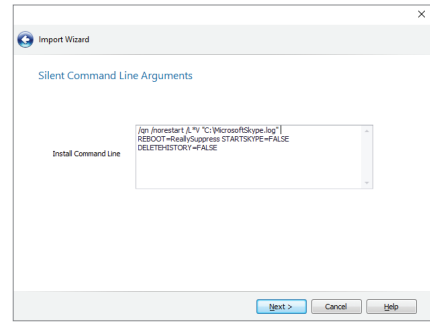 Import Wizard
Silent Command Line Arguments
Install Command Line
/qn /norestart /L*V "C:\MicrosoftSkype.log"
REBOOT=ReallySuppress STARTSKYPE=FALSE
DELETEHISTORY=FALSE
Next >
Cancel
Help